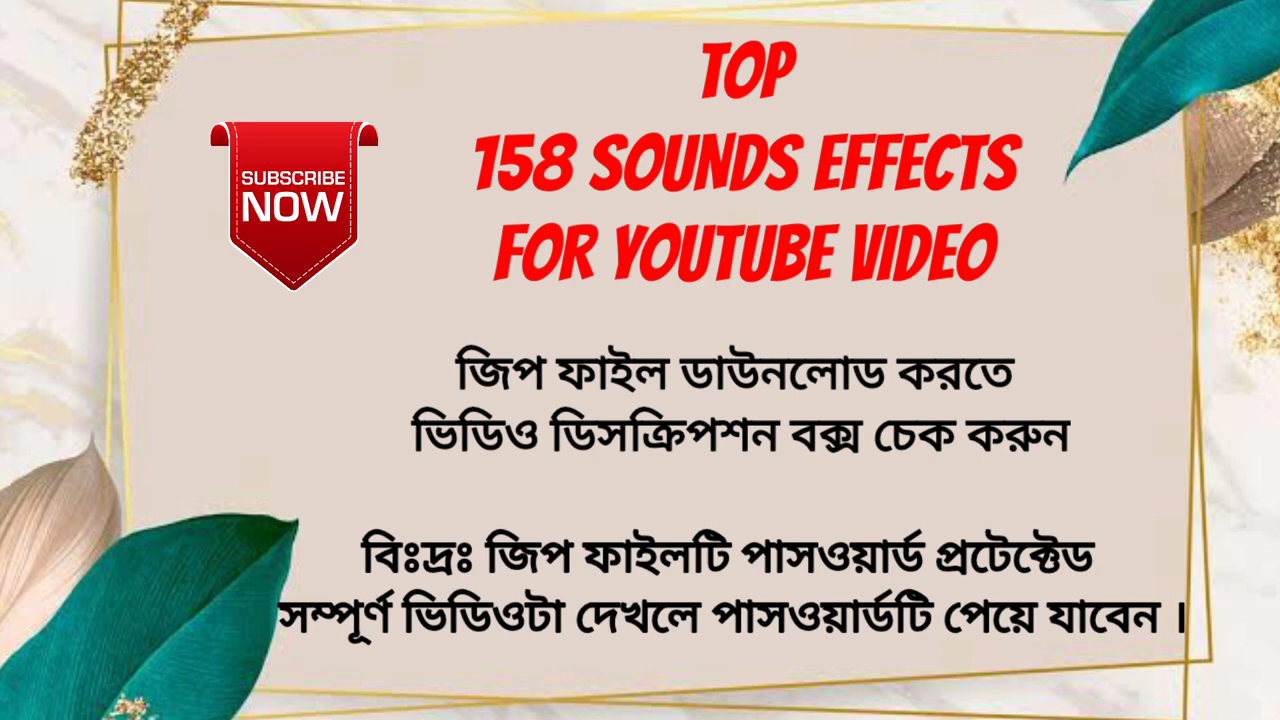 TOP
158 SOUNDS EFFECTS
FOR YOUTUBE VIDEO
SUBSCRIBE
NOW
জিপ ফাইল ডাউনলোড করতে
ভিডিও ডিসক্রিপশন বক্স চেক করুন
বিঃদ্রঃ জিপ ফাইলটি পাসওয়ার্ড প্রটেক্টেড
সম্পূর্ণ ভিডিওটা দেখলে পাসওয়ার্ডটি পেয়ে যাবেন ।